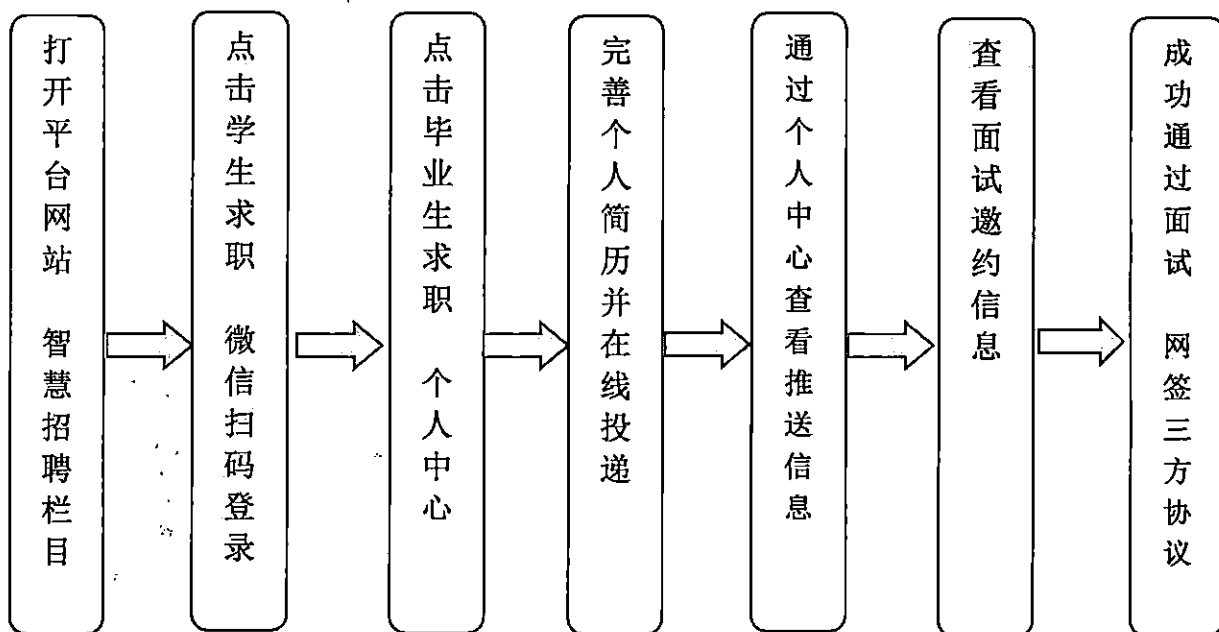 打开平台网站 智慧招聘栏目
点击学生求职 微信扫码登录
点击毕业生求职 个人中心
完善个人简历并在线投递
通过个人中心查看推送信息
查看面试邀约信息
成功通过面试 网签三方协议